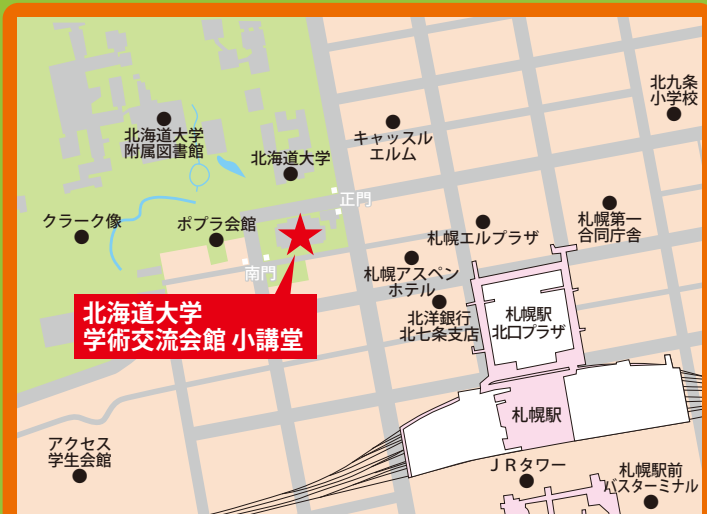 北九条
小学校
キャッスル
エルム
北海道大学
附属図書館
北海道大学
正門
クラーク像
ポプラ会館
札幌第一
合同庁舎
札幌エルプラザ
南門
札幌アスペン
ホテル
北洋銀行
北七条支店
札幌駅
北口プラザ
北海道大学
学術交流会館 小講堂
札幌駅
アクセス
学生会館
JRタワー
札幌駅前
バスターミナル